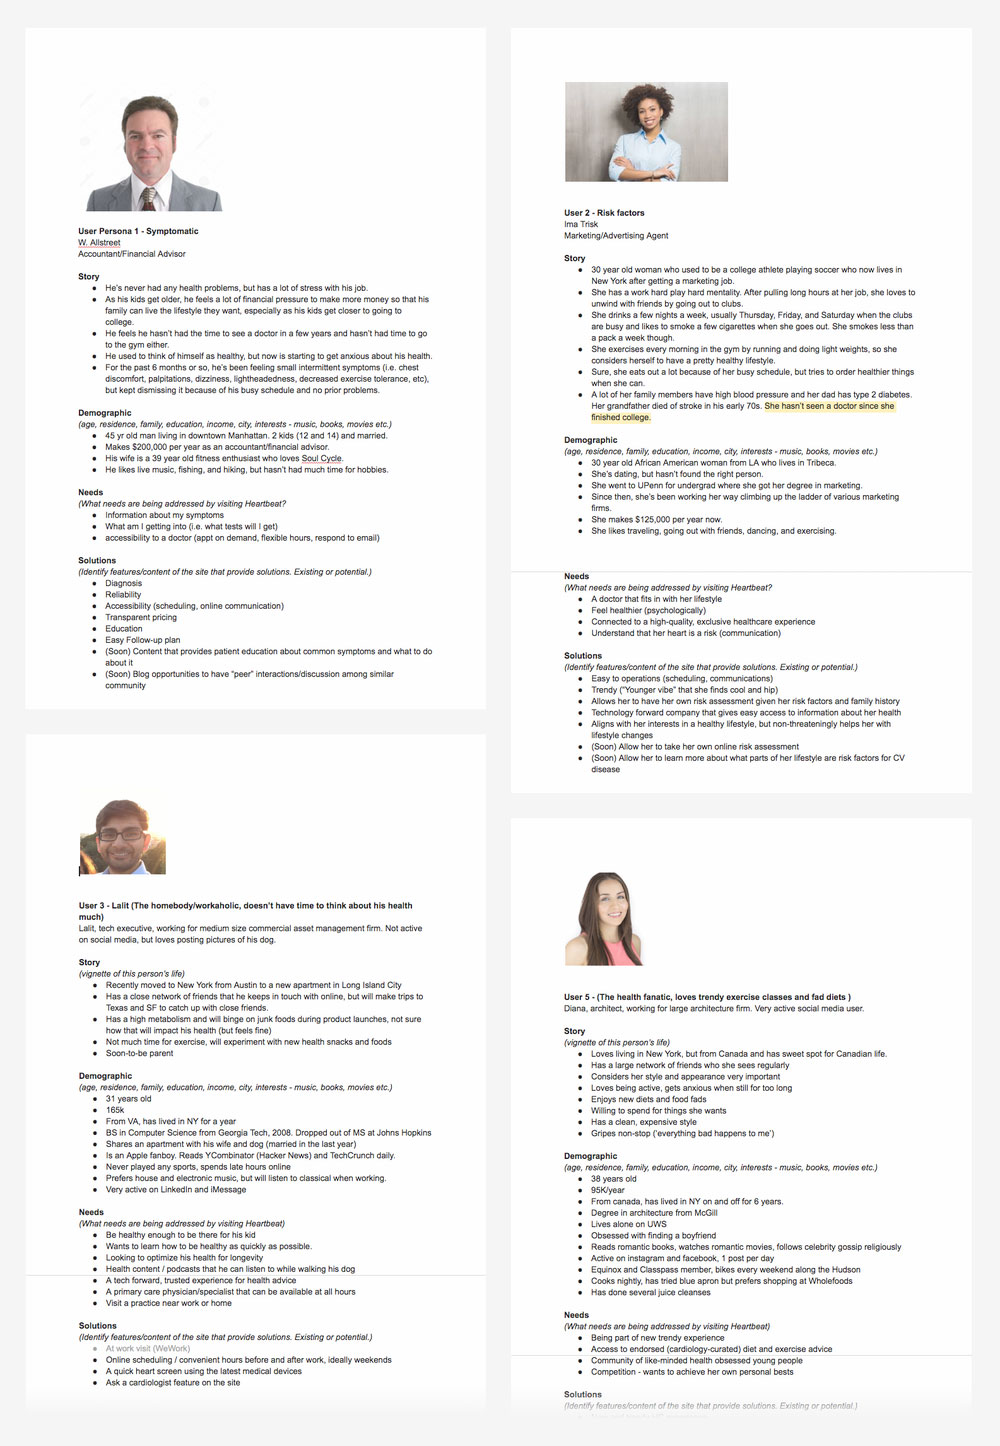 User Persona 1 - Symptomatic
W. Allstreet
Accountant/Financial Advisor
Story
● He's never had any health problems, but has a lot of stress with his job.
● As his kids get older, he feels a lot of financial pressure to make more money so that his
family can live the lifestyle they want, especially as his kids get closer to going to
college.
● He feels he hasn't had the time to see a doctor in a few years and hasn't had time to go
to the gym either.
● He used to think of himself as healthy, but now is starting to get anxious about his health.
● For the past 6 months or so, he's been feeling small intermittent symptoms (i.e. chest
discomfort, palpitations, dizziness, lightheadedness, decreased exercise tolerance, etc),
but kept dismissing it because of his busy schedule and no prior problems.
Demographic
(age, residence, family, education, income, city, interests - music, books, movies etc.)
● 45 yr old man living in downtown Manhattan. 2 kids (12 and 14) and married.
● Makes $200,000 per year as an accountant/financial advisor.
● His wife is a 39 year old fitness enthusiast who loves Soul Cycle.
● He likes live music, fishing, and hiking, but hasn't had much time for hobbies.
Needs
(What needs are being addressed by visiting Heartbeat?
● Information about my symptoms
● What am I getting into (i.e. what tests will I get)
● accessibility to a doctor (appt on demand, flexible hours, respond to email)
Solutions
(Identify features/content of the site that provide solutions. Existing or potential.)
● Diagnosis
● Reliability
● Accessibility (scheduling, online communication)
● Transparent pricing
● Education
● Easy Follow-up plan
● (Soon) Content that provides patient education about common symptoms and what to do
about it
● (Soon) Blog opportunities to have "peer" interactions/discussion among similar
community
User 2 - Risk factors
Ima Trisk
Marketing/Advertising Agent
Story
● 30 year old woman who used to be a college athlete playing soccer who now lives in
New York after getting a marketing job.
● She has a work hard play hard mentality. After pulling long hours at her job, she loves to
unwind with friends by going out to clubs.
● She drinks a few nights a week, usually Thursday, Friday, and Saturday when the clubs
are busy and likes to smoke a few cigarettes when she goes out. She smokes less than
a pack a week though.
● She exercises every morning in the gym by running and doing light weights, so she
considers herself to have a pretty healthy lifestyle.
● Sure, she eats out a lot because of her busy schedule, but tries to order healthier things
when she can.
● A lot of her family members have high blood pressure and her dad has type 2 diabetes.
Her grandfather died of stroke in his early 70s. She hasn't seen a doctor since she
finished college.
Demographic
(age, residence, family, education, income, city, interests - music, books, movies etc.)
● 30 year old African American woman from LA who lives in Tribeca.
● She's dating, but hasn't found the right person.
● She went to UPenn for undergrad where she got her degree in marketing.
● Since then, she's been working her way climbing up the ladder of various marketing
firms.
● She makes $125,000 per year now.
● She likes traveling, going out with friends, dancing, and exercising.
Needs
(What needs are being addressed by visiting Heartbeat?
● A doctor that fits in with her lifestyle
● Feel healthier (psychologically)
● Connected to a high-quality, exclusive healthcare experience
● Understand that her heart is a risk (communication)
Solutions
(Identify features/content of the site that provide solutions. Existing or potential.)
● Easy to operations (scheduling, communications)
● Trendy ("Younger vibe" that she finds cool and hip)
● Allows her to have her own risk assessment given her risk factors and family history
● Technology forward company that gives easy access to information about her health
● Aligns with her interests in a healthy lifestyle, but non-threateningly helps her with
lifestyle changes
● (Soon) Allow her to take her own online risk assessment
● (Soon) Allow her to learn more about what parts of her lifestyle are risk factors for CV
disease
User 3 - Lalit (The homebody/workaholic, doesn't have time to think about his health
much)
Lalit, tech executive, working for medium size commercial asset management firm. Not active
on social media, but loves posting pictures of his dog.
Story
(vignette of this person's life)
● Recently moved to New York from Austin to a new apartment in Long Island City
● Has a close network of friends that he keeps in touch with online, but will make trips to
Texas and SF to catch up with close friends.
● Has a high metabolism and will binge on junk foods during product launches, not sure
how that will impact his health (but feels fine)
● Not much time for exercise, will experiment with new health snacks and foods
● Soon-to-be parent
Demographic
(age, residence, family, education, income, city, interests - music, books, movies etc.)
● 31 years old
● 165k
● From VA, has lived in NY for a year
● BS in Computer Science from Georgia Tech, 2008. Dropped out of MS at Johns Hopkins
● Shares an apartment with his wife and dog (married in the last year)
● Is an Apple fanboy. Reads YCombinator (Hacker News) and TechCrunch daily.
● Never played any sports, spends late hours online
● Prefers house and electronic music, but will listen to classical when working.
● Very active on LinkedIn and iMessage
Needs
(What needs are being addressed by visiting Heartbeat)
● Be healthy enough to be there for his kid
● Wants to learn how to be healthy as quickly as possible.
● Looking to optimize his health for longevity
● Health content / podcasts that he can listen to while walking his dog
● A tech forward, trusted experience for health advice
● A primary care physician/specialist that can be available at all hours
● Visit a practice near work or home
Solutions
(Identify features/content of the site that provide solutions. Existing or potential.)
● At work visit (WeWork)
● Online scheduling / convenient hours before and after work, ideally weekends
● A quick heart screen using the latest medical devices
● Ask a cardiologist feature on the site
User 5 - (The health fanatic, loves trendy exercise classes and fad diets )
Diana, architect, working for large architecture firm. Very active social media user.
Story
(vignette of this person's life)
● Loves living in New York, but from Canada and has sweet spot for Canadian life.
● Has a large network of friends who she sees regularly
● Considers her style and appearance very important
● Loves being active, gets anxious when still for too long
● Enjoys new diets and food fads
● Willing to spend for things she wants
● Has a clean, expensive style
● Gripes non-stop ('everything bad happens to me')
Demographic
(age, residence, family, education, income, city, interests - music, books, movies etc.)
● 38 years old
● 95K/year
● From canada, has lived in NY on and off for 6 years.
● Degree in architecture from McGill
● Lives alone on UWS
● Obsessed with finding a boyfriend
● Reads romantic books, watches romantic movies, follows celebrity gossip religiously
● Active on instagram and facebook, 1 post per day
● Equinox and Classpass member, bikes every weekend along the Hudson
● Cooks nightly, has tried blue apron but prefers shopping at Wholefoods
● Has done several juice cleanses
Needs
(What needs are being addressed by visiting Heartbeat)
● Being part of new trendy experience
● Access to endorsed (cardiology-curated) diet and exercise advice
● Community of like-minded health obsessed young people
● Competition - wants to achieve her own personal bests
Solutions
(Identify features/content of the site that provide solutions. Existing or potential.)